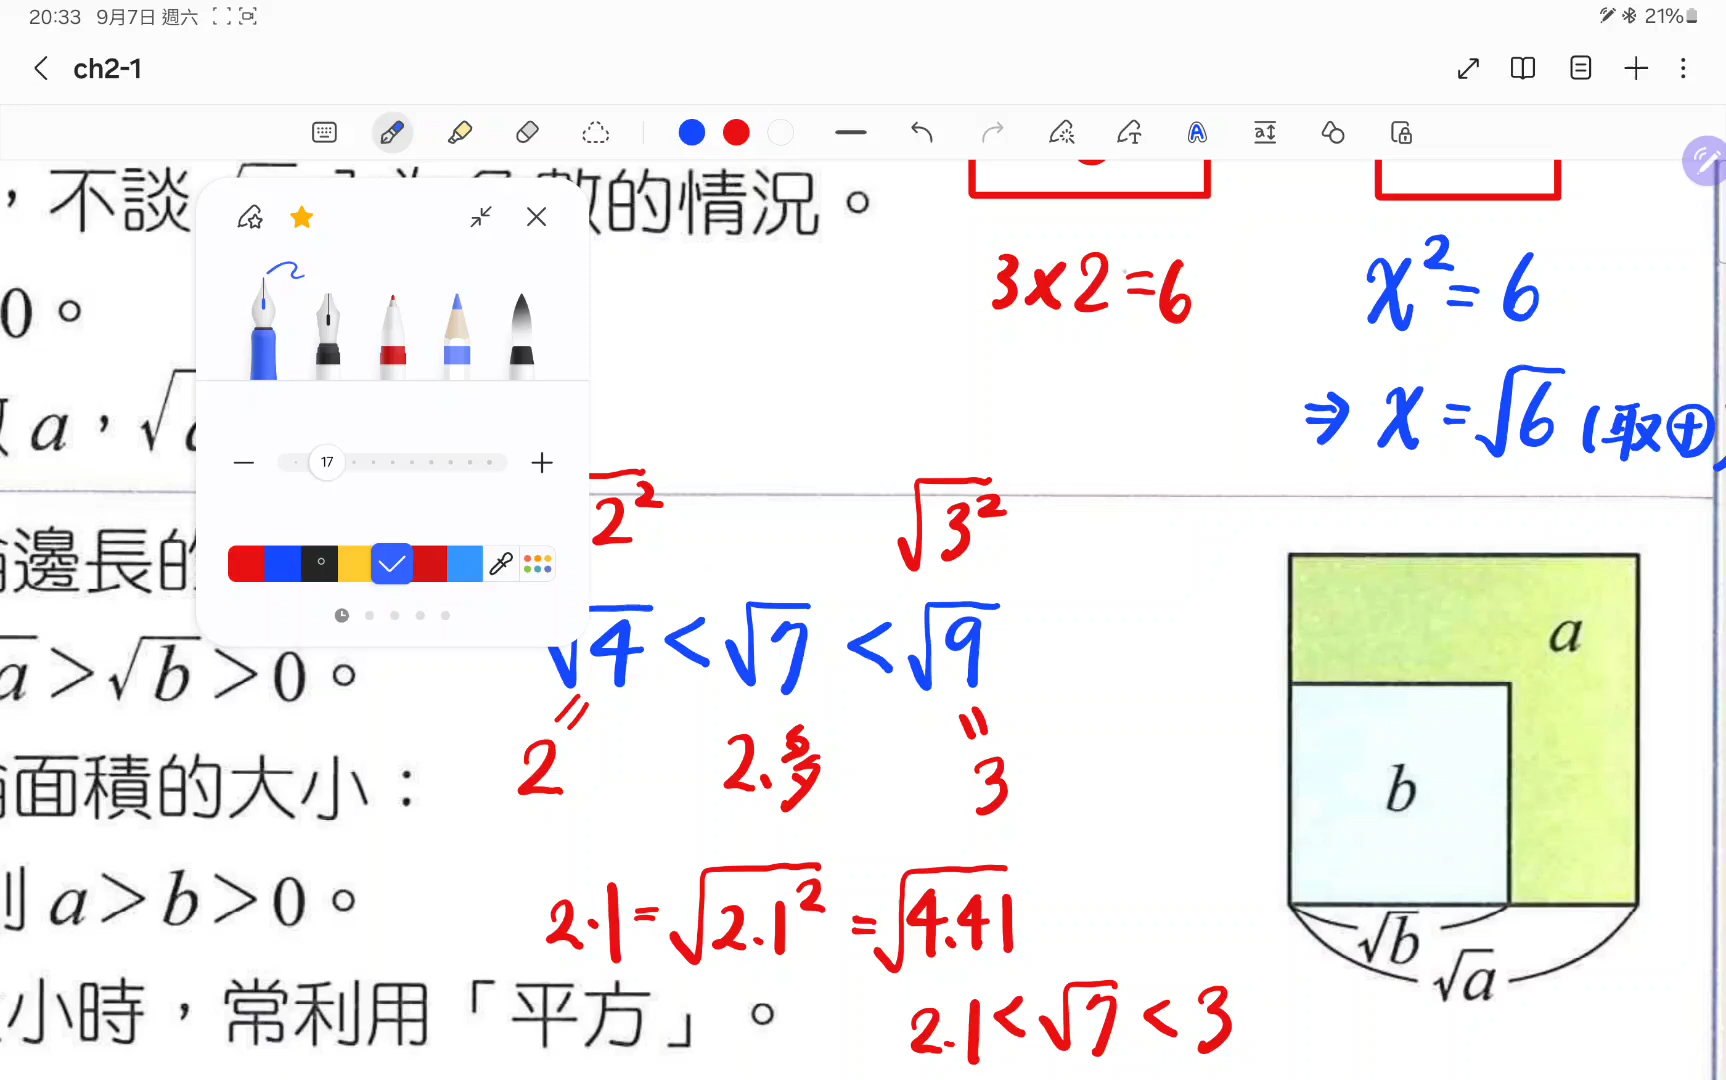 20:33 9月7日 週六 21%
ch2-1
，不談 數的情況。
3×2=6
x²=6
0。
a，√
⇒ x=√6 (取⊕)
17
2² √3²
邊長的
√4<√7<√9
a
a>√b>0。
= =
2 2.多 3
b
面積的大小：
2.1=√2.1²=√4.41
a>b>0。
√b
√a
小時，常利用「平方」。
2.1<√7<3